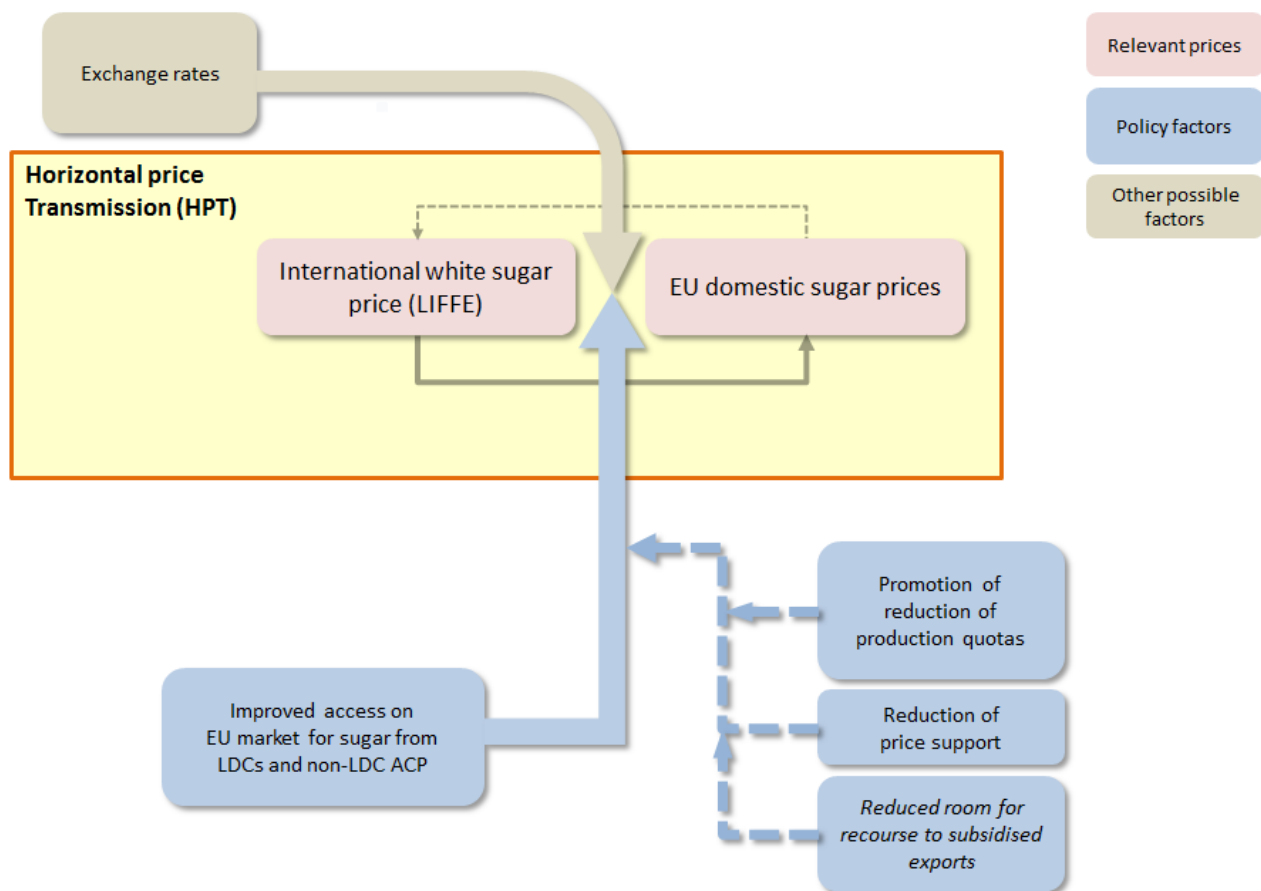 Exchange rates
Relevant prices
Policy factors
Other possible
factors
Horizontal price
Transmission (HPT)
International white sugar
price (LIFFE)
EU domestic sugar prices
Promotion of
reduction of
production quotas
Improved access on
EU market for sugar from
LDCs and non-LDC ACP
Reduction of
price support
Reduced room for
recourse to subsidised
exports